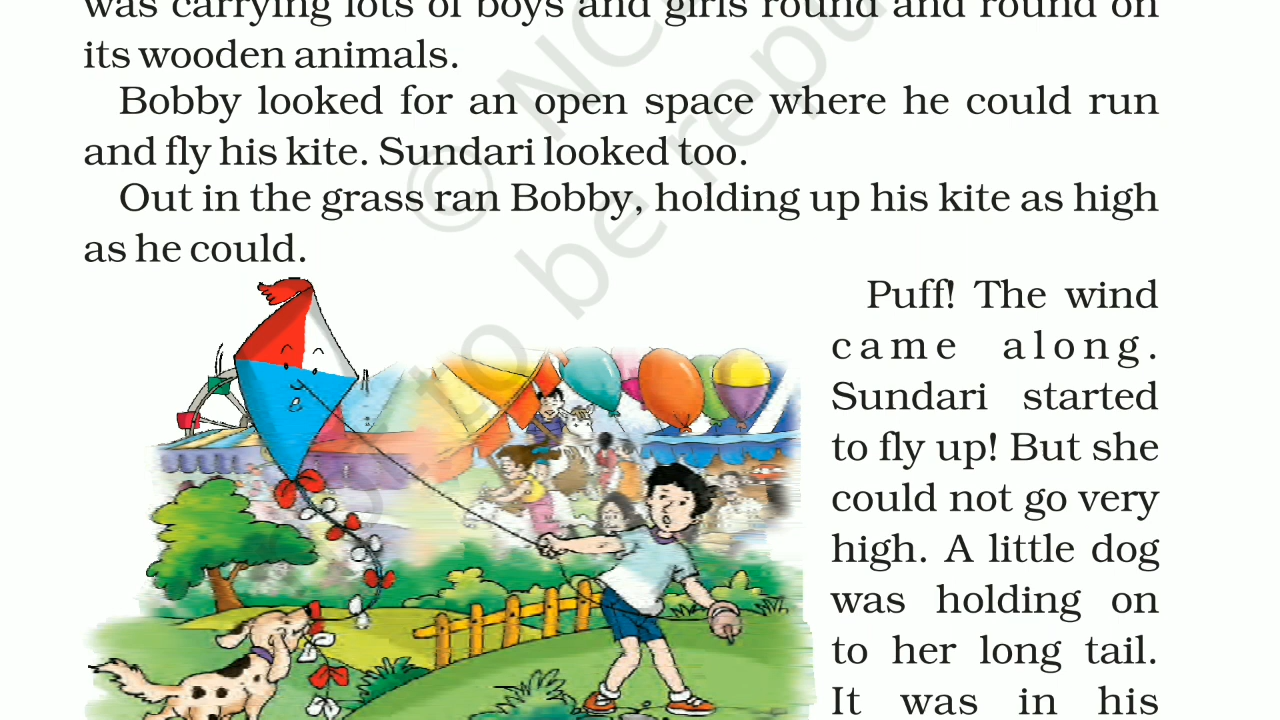 was carrying lots of boys and girls round and round on
its wooden animals.
Bobby looked for an open space where he could run
and fly his kite. Sundari looked too.
Out in the grass ran Bobby, holding up his kite as high
as he could.
Puff! The wind
came along.
Sundari started
to fly up! But she
could not go very
high. A little dog
was holding on
to her long tail.
It was in his
© NC
to be repu